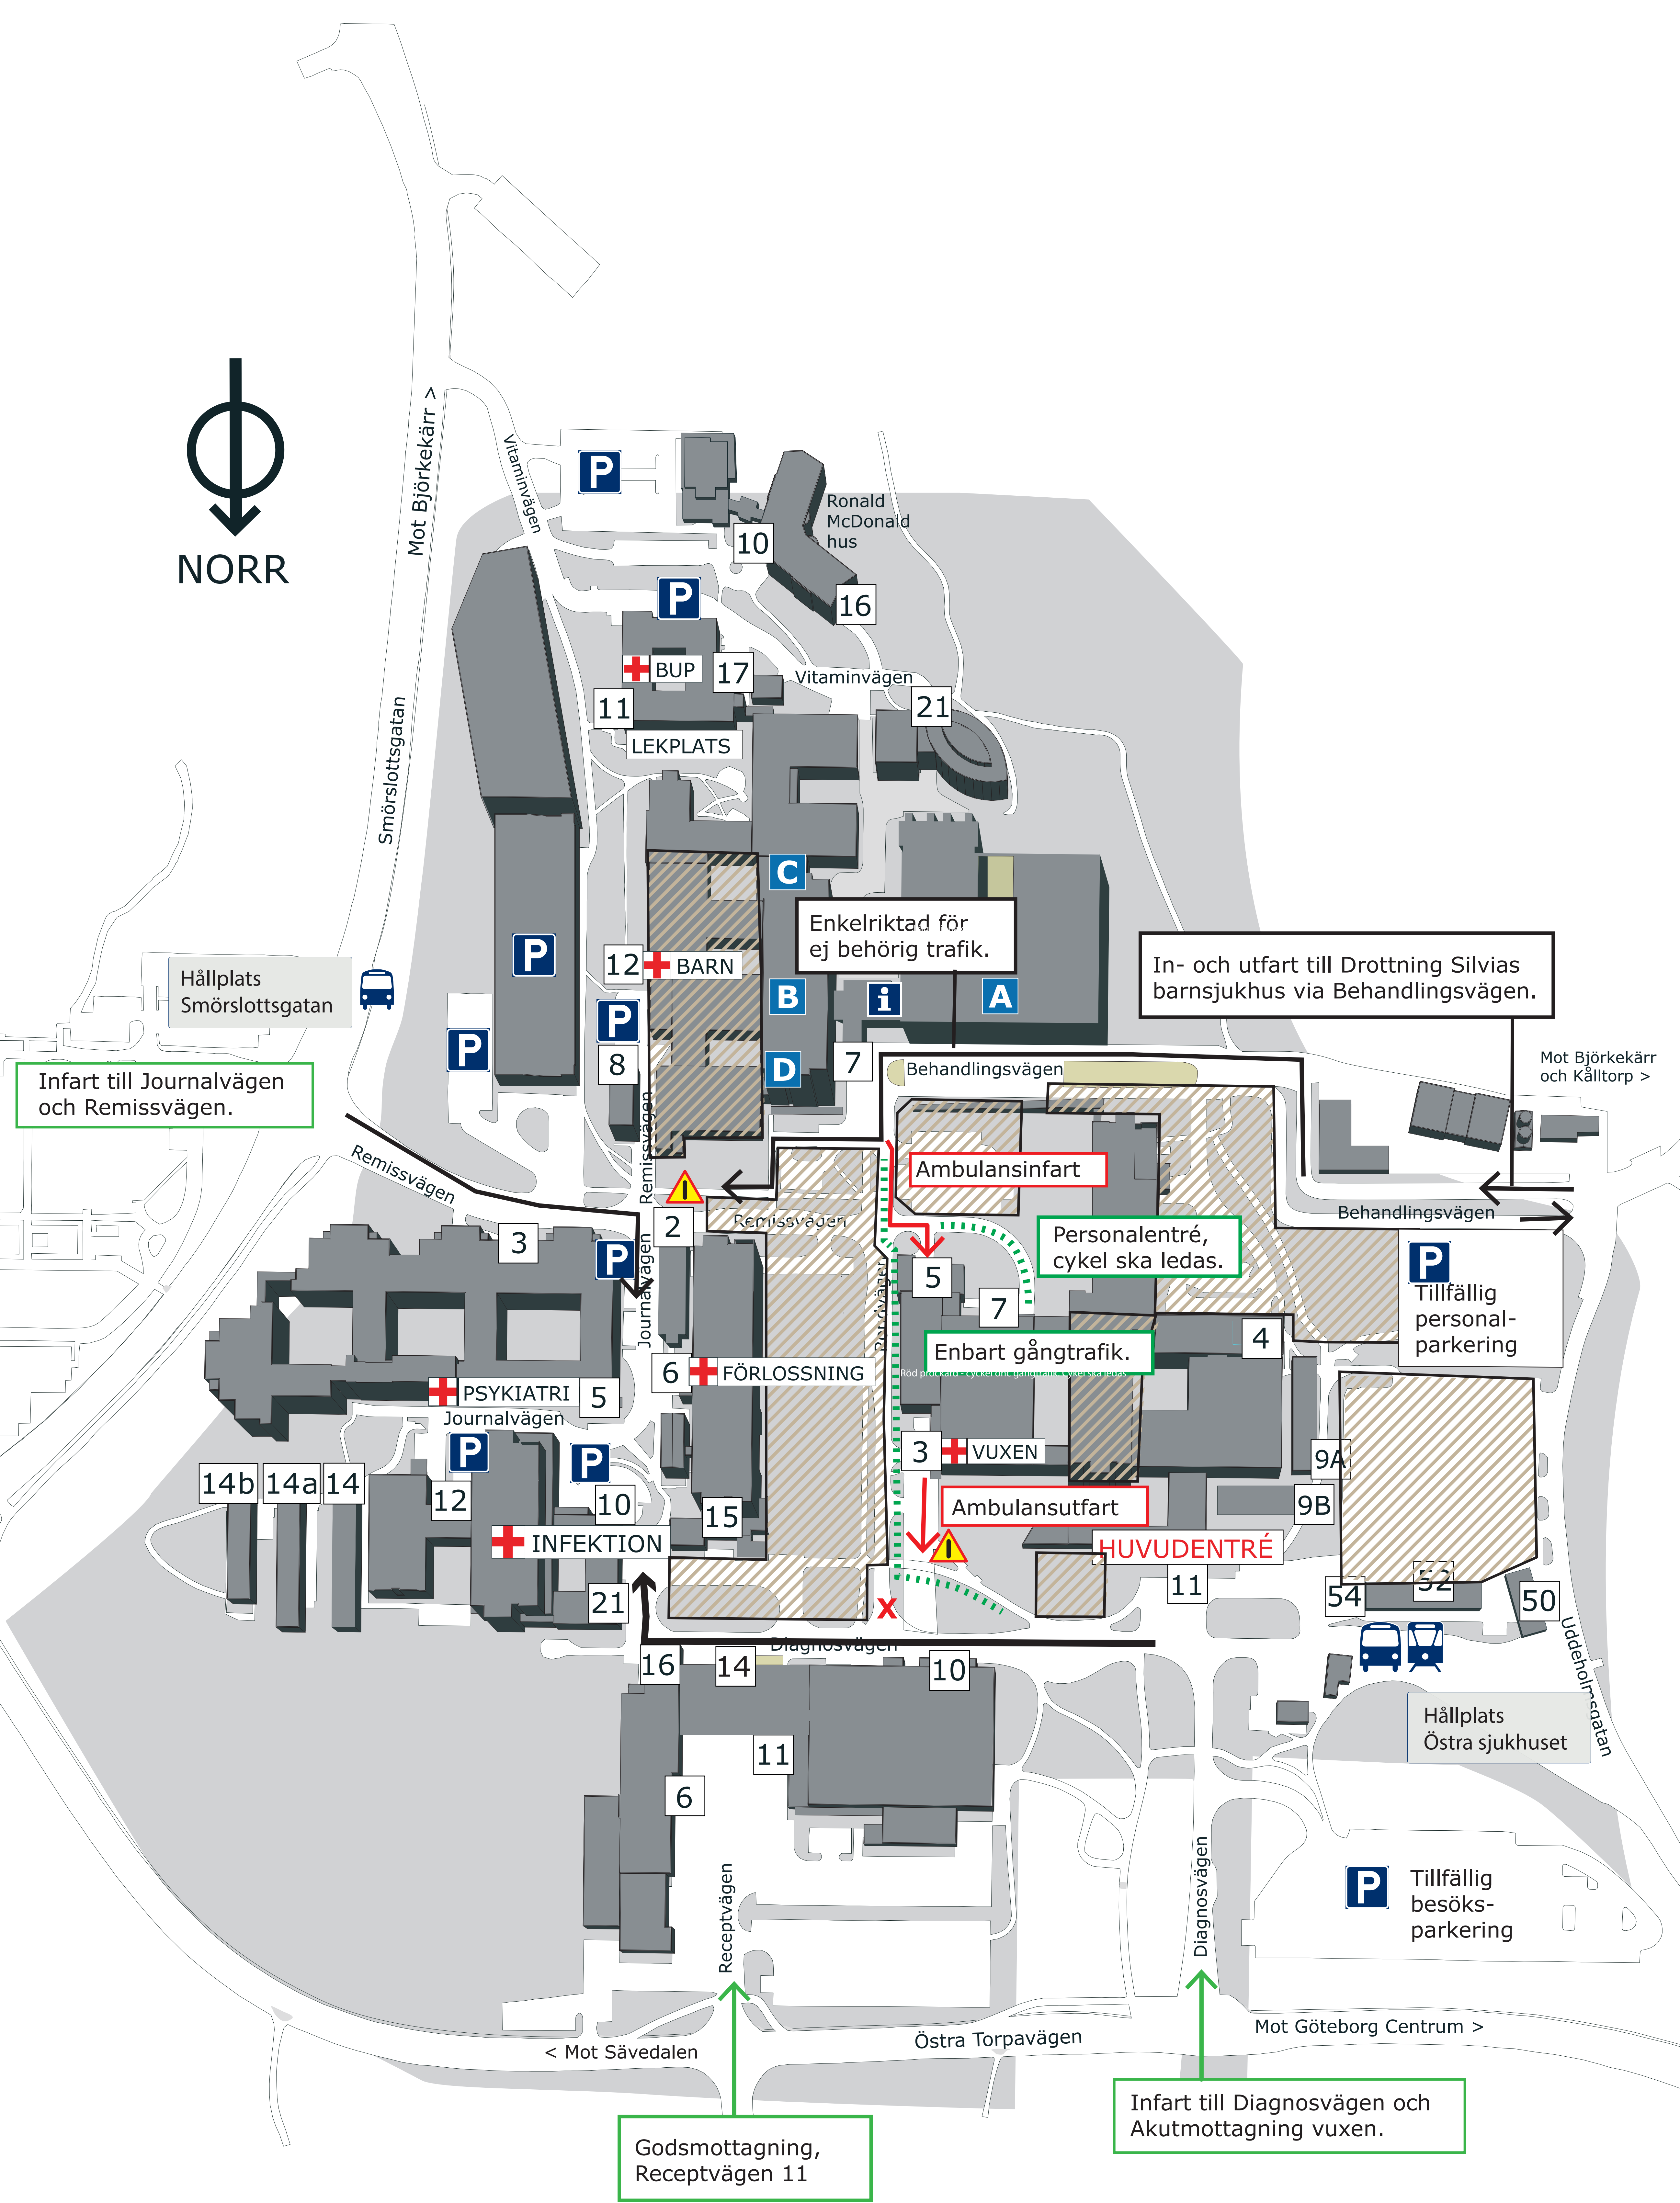 NORR
Mot Björkekärr >
Vitaminvägen
P
10
Ronald
McDonald
hus
16
P
BUP
17
Vitaminvägen
11
21
LEKPLATS
Smörslottsgatan
C
Enkelriktad för
ej behörig trafik.
In- och utfart till Drottning Silvias
barnsjukhus via Behandlingsvägen.
P
12
BARN
Hållplats
Smörslottsgatan
B
i
A
P
P
8
D
7
Behandlingsvägen
Mot Björkekärr
och Kålltorp >
Infart till Journalvägen
och Remissvägen.
Remissvägen
Remissvägen
Ambulansinfart
Behandlingsvägen
2
Remissvägen
3
P
Journalvägen
Personalentré,
cykel ska ledas.
P
Tillfällig
personal-
parkering
5
7
4
Enbart gångtrafik.
6
FÖRLOSSNING
PSYKIATRI
5
Journalvägen
P
P
3
VUXEN
9A
14b
14a
14
12
10
15
Ambulansutfart
9B
INFEKTION
HUVUDENTRÉ
21
X
11
54
52
50
Diagnosvägen
16
14
10
Uddeholmsgatan
Hållplats
Östra sjukhuset
11
6
Receptvägen
Diagnosvägen
P
Tillfällig
besöks-
parkering
< Mot Sävedalen
Östra Torpavägen
Mot Göteborg Centrum >
Infart till Diagnosvägen och
Akutmottagning vuxen.
Godsmottagning,
Receptvägen 11